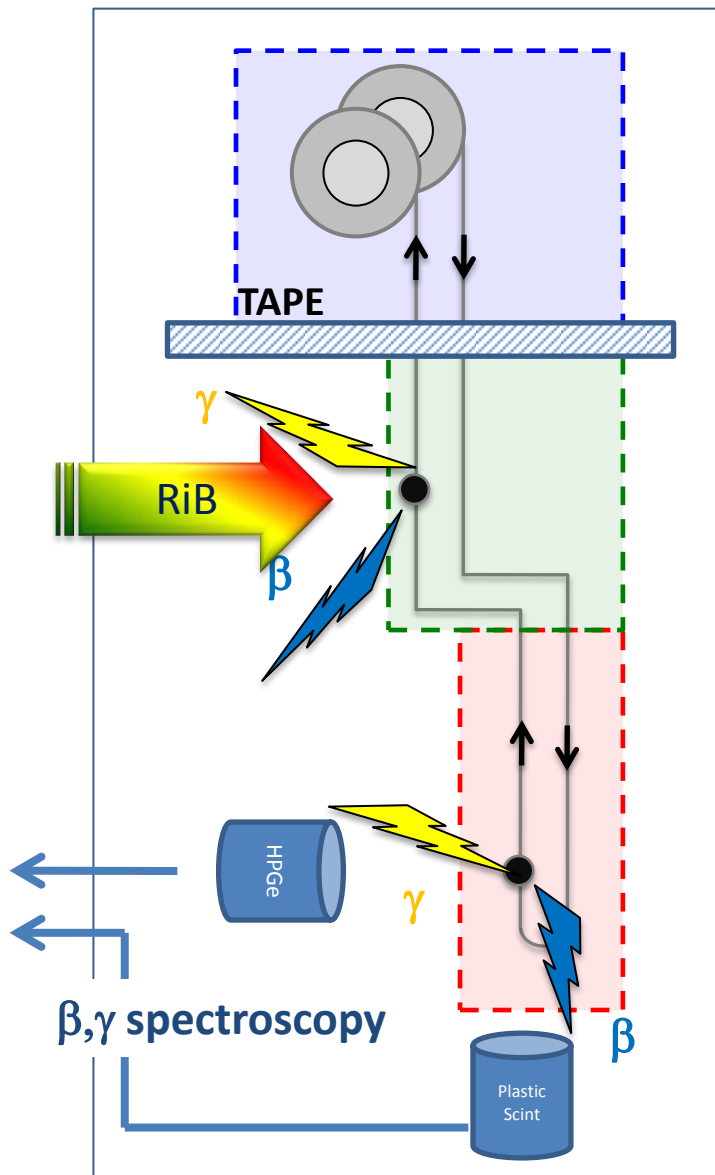 TAPE
γ
RiB
β
HPGe
γ
β,γ spectroscopy
β
Plastic
Scint